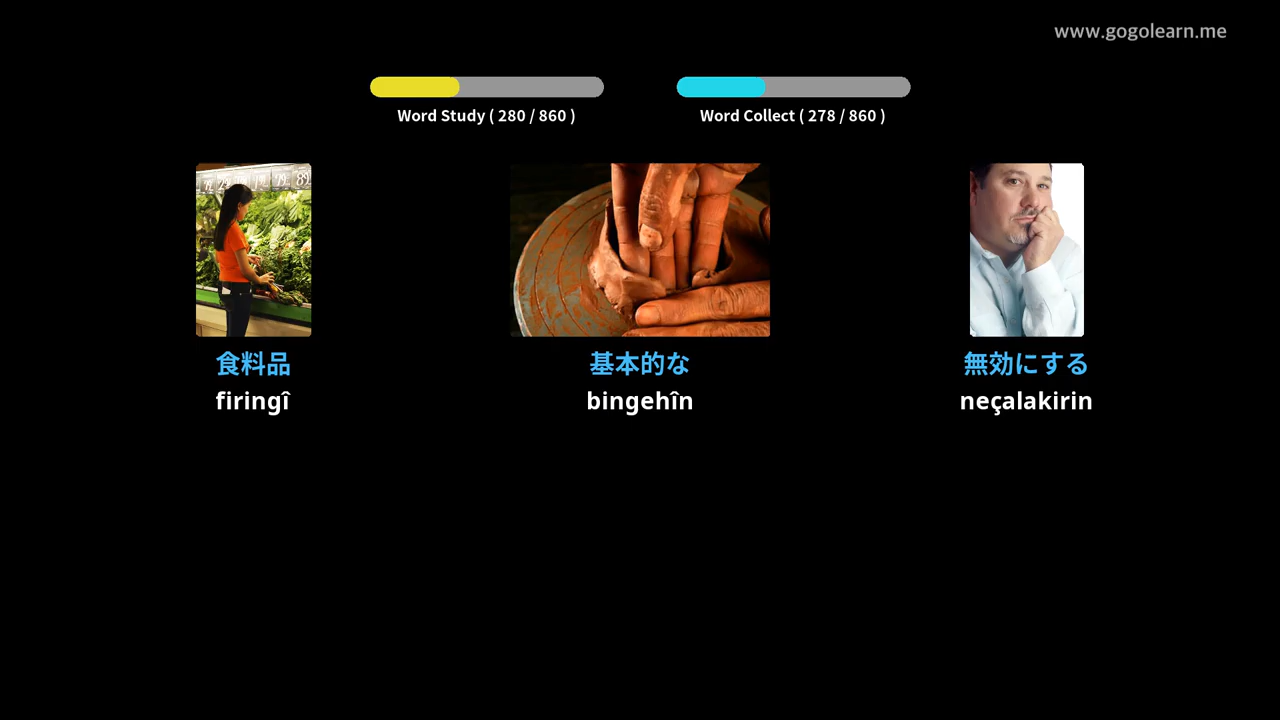 www.gogolearn.me
Word Study ( 280 / 860 )
Word Collect ( 278 / 860 )
食料品
firingî
基本的な
bingehîn
無効にする
neçalakirin